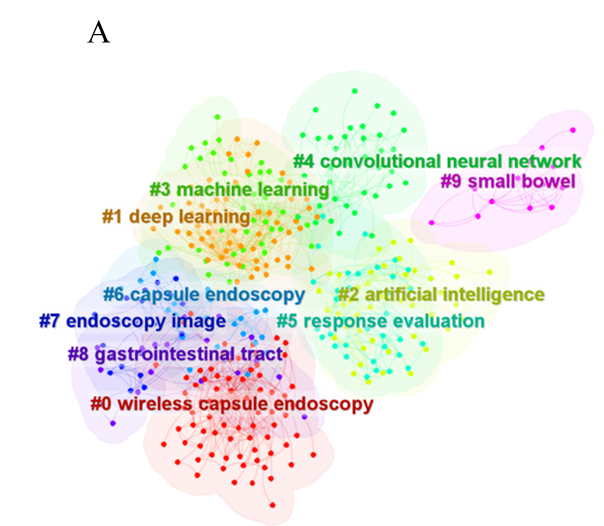 A
#4 convolutional neural network
#9 small bowel
#3 machine learning
#1 deep learning
#6 capsule endoscopy
#2 artificial intelligence
#7 endoscopy image
#5 response evaluation
#8 gastrointestinal tract
#0 wireless capsule endoscopy